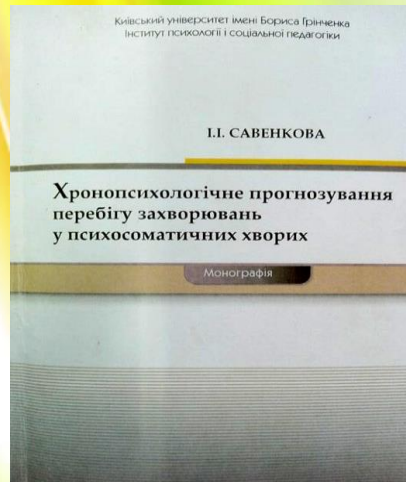 Київський університет імені Бориса Грінченка
Інститут психології і соціальної педагогіки
І.І. САВЕНКОВА
Хронопсихологічне прогнозування
перебігу захворювань
у психосоматичних хворих
Монографія